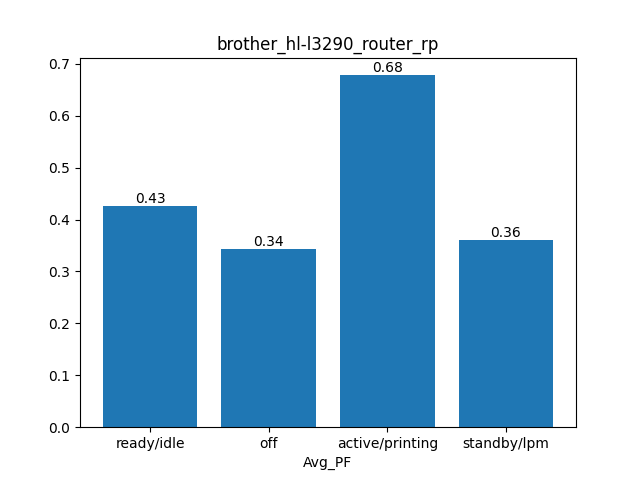 brother_hl-l3290_router_rp
0.7
0.6
0.5
0.4
0.3
0.2
0.1
0.0
0.43
0.34
0.68
0.36
ready/idle
off
active/printing
standby/lpm
Avg_PF